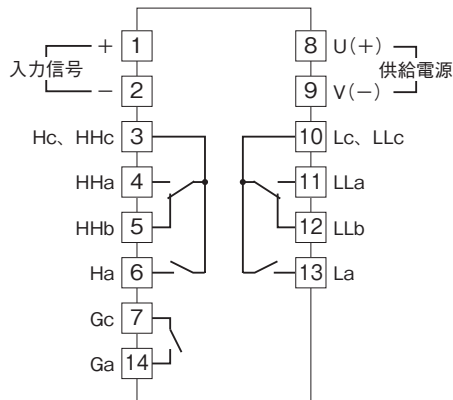 入力信号
+ 1
− 2
Hc、HHc 3
HHa 4
HHb 5
Ha 6
Gc 7
Ga 14
8 U(+)
9 V(−)
供給電源
10 Lc、LLc
11 LLa
12 LLb
13 La